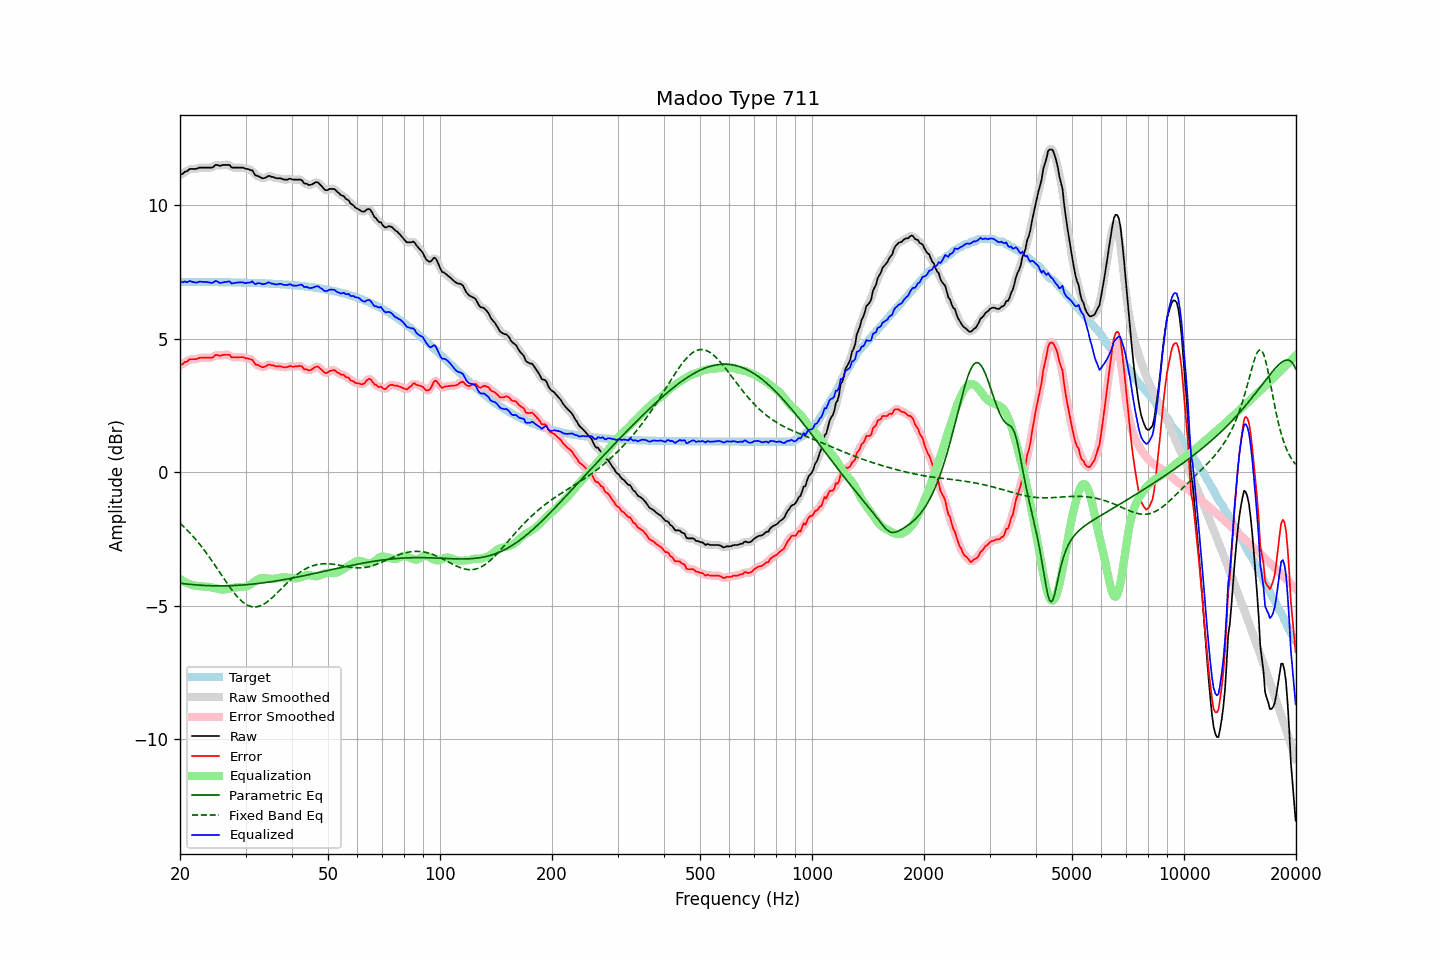 Madoo Type 711
Amplitude (dBr)
10
5
0
−5
−10
Target
Raw Smoothed
Error Smoothed
Raw
Error
Equalization
Parametric Eq
Fixed Band Eq
Equalized
20 50 100 200 500 1000 2000 5000 10000 20000
Frequency (Hz)